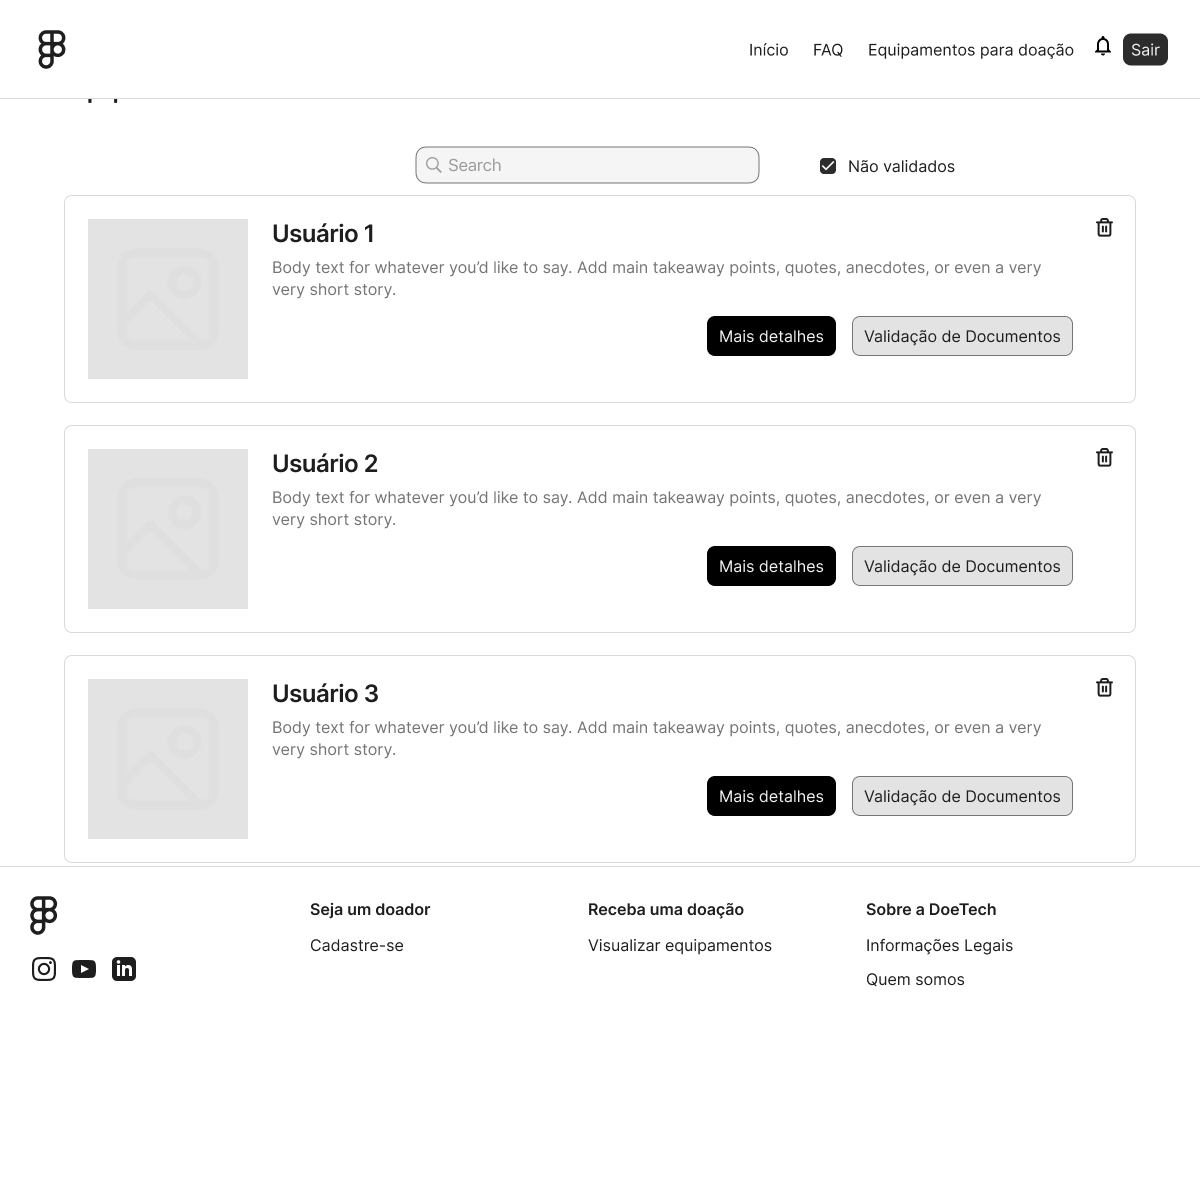 Início FAQ Equipamentos para doação Sair
Search Não validados
Usuário 1
Body text for whatever you’d like to say. Add main takeaway points, quotes, anecdotes, or even a very
very short story.
Mais detalhes Validação de Documentos
Usuário 2
Body text for whatever you’d like to say. Add main takeaway points, quotes, anecdotes, or even a very
very short story.
Mais detalhes Validação de Documentos
Usuário 3
Body text for whatever you’d like to say. Add main takeaway points, quotes, anecdotes, or even a very
very short story.
Mais detalhes Validação de Documentos
Seja um doador
Cadastre-se
Receba uma doação
Visualizar equipamentos
Sobre a DoeTech
Informações Legais
Quem somos